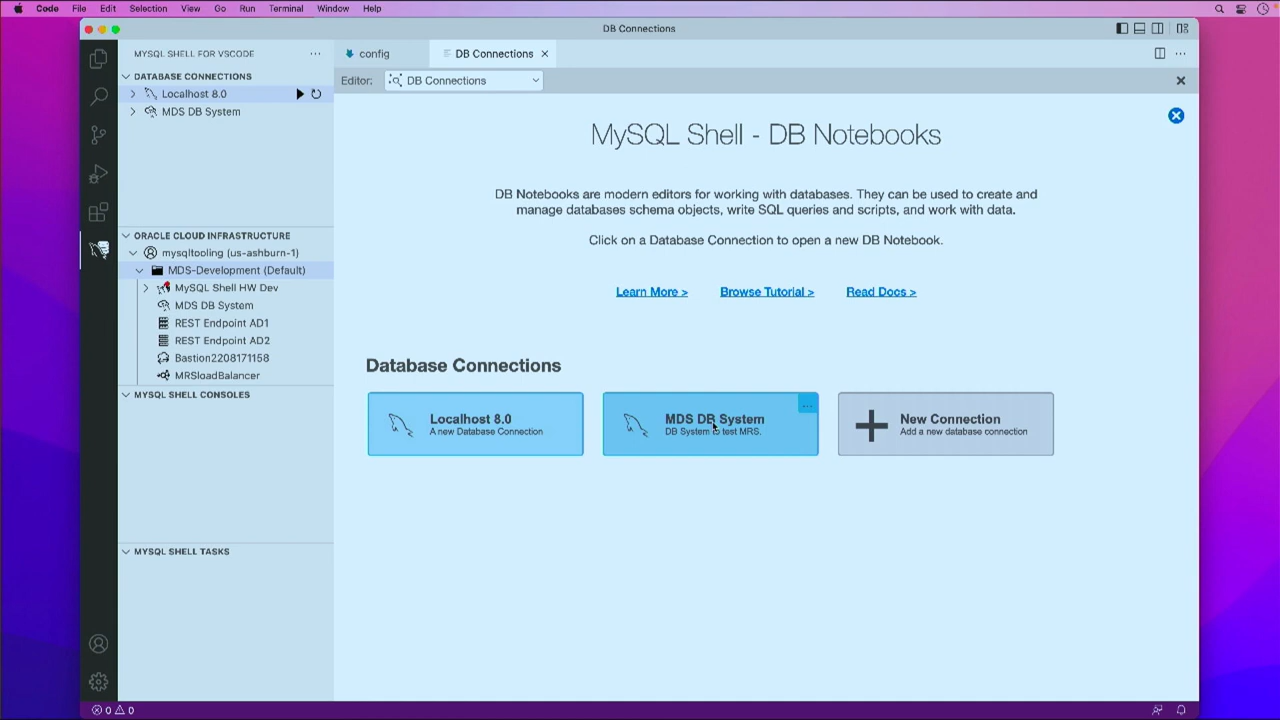 Code File Edit Selection View Go Run Terminal Window Help
DB Connections
MYSQL SHELL FOR VSCODE ...
DATABASE CONNECTIONS
Localhost 8.0
MDS DB System
ORACLE CLOUD INFRASTRUCTURE
mysqltooling (us-ashburn-1)
MDS-Development (Default)
MySQL Shell HW Dev
MDS DB System
REST Endpoint AD1
REST Endpoint AD2
Bastion2208171158
MRSloadBalancer
MYSQL SHELL CONSOLES
MYSQL SHELL TASKS
config
DB Connections
Editor: DB Connections
MySQL Shell - DB Notebooks
DB Notebooks are modern editors for working with databases. They can be used to create and
manage databases schema objects, write SQL queries and scripts, and work with data.
Click on a Database Connection to open a new DB Notebook.
Learn More > Browse Tutorial > Read Docs >
Database Connections
Localhost 8.0
A new Database Connection
MDS DB System
DB System to test MRS.
...
New Connection
Add a new database connection
0 0